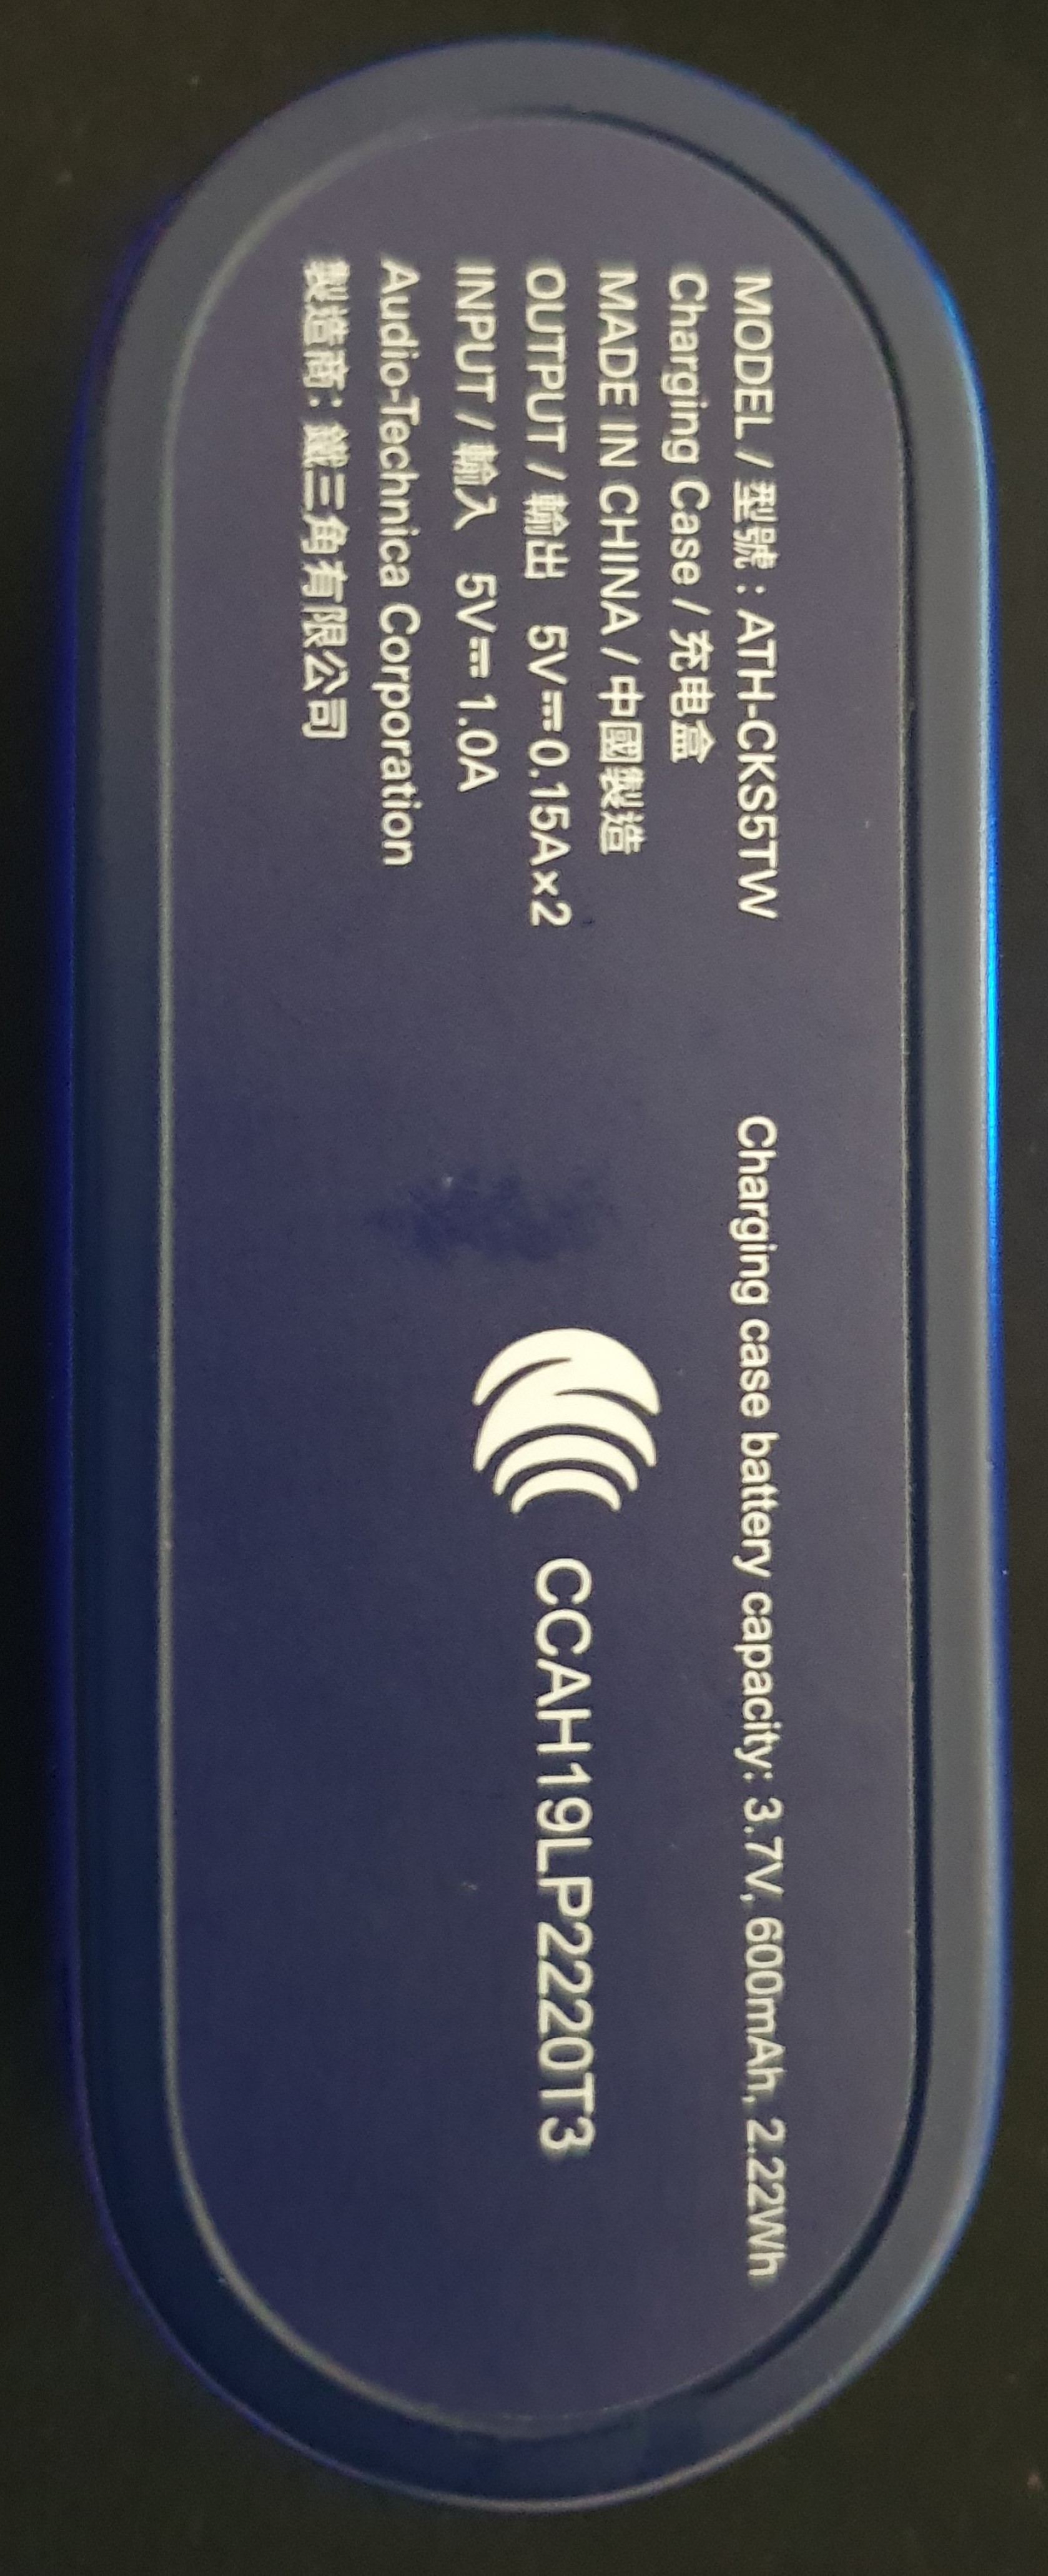 MODEL / 型號 : ATH-CKS5TW
Charging Case / 充电盒
MADE IN CHINA / 中國製造
OUTPUT / 輸出 5V⎓0.15A×2
INPUT / 輸入 5V⎓1.0A
Audio-Technica Corporation
製造商 : 鐵三角有限公司
Charging case battery capacity: 3.7V, 600mAh, 2.22Wh
CCAH19LP2220T3